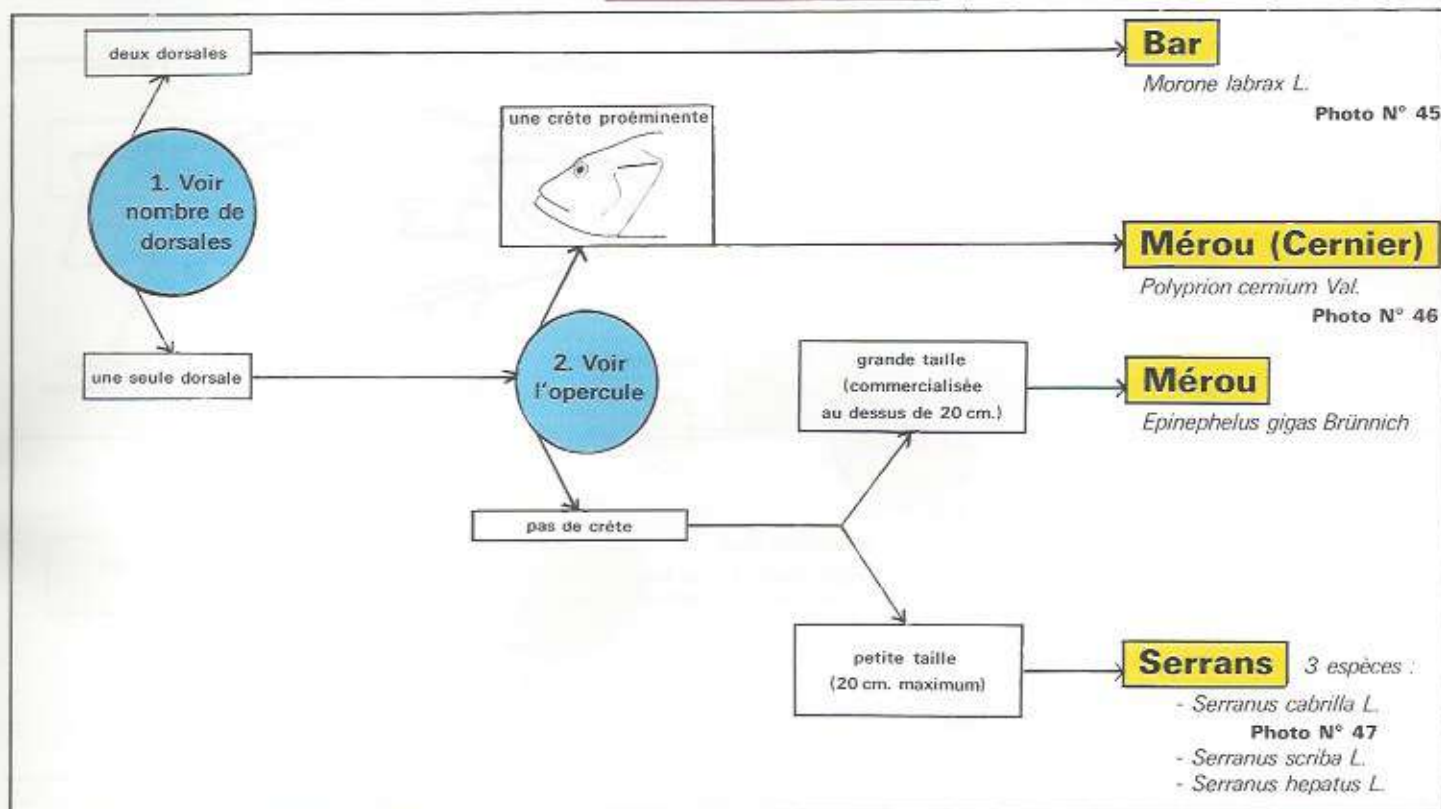 deux dorsales
Bar
Morone labrax L.
Photo N° 45
1. Voir
nombre de
dorsales
une crête proéminente
Mérou (Cernier)
Polyprion cernium Val.
Photo N° 46
une seule dorsale
2. Voir
l'opercule
grande taille
(commercialisée
au dessus de 20 cm.)
Mérou
Epinephelus gigas Brünnich
pas de crête
petite taille
(20 cm. maximum)
Serrans 3 espèces :
- Serranus cabrilla L.
Photo N° 47
- Serranus scriba L.
- Serranus hepatus L.